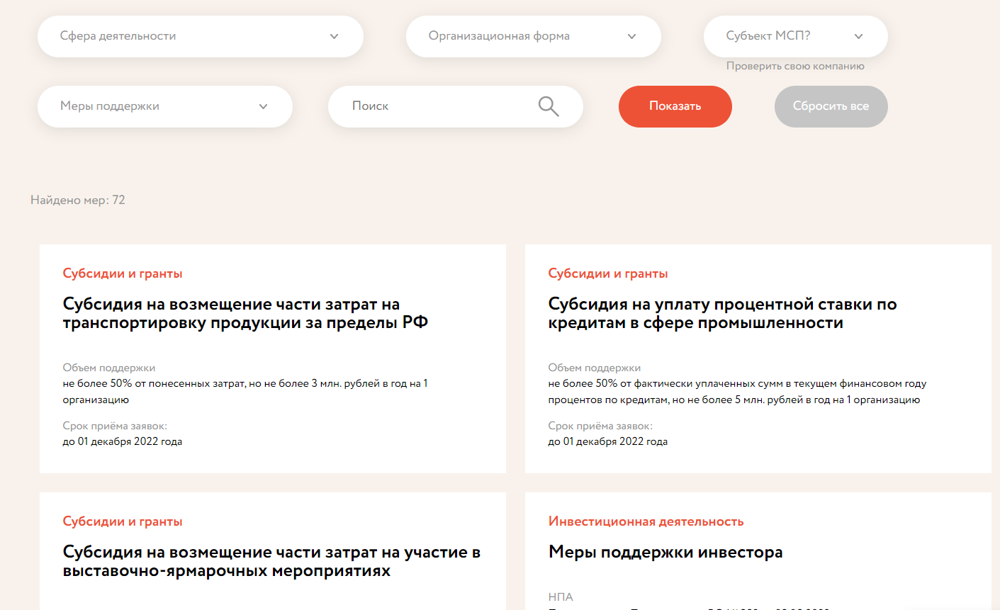 Сфера деятельности
Организационная форма
Субъект МСП?
Проверить свою компанию
Меры поддержки
Поиск
Показать
Сбросить все
Найдено мер: 72
Субсидии и гранты
Субсидия на возмещение части затрат на
транспортировку продукции за пределы РФ
Объем поддержки
не более 50% от понесенных затрат, но не более 3 млн. рублей в год на 1
организацию
Срок приёма заявок:
до 01 декабря 2022 года
Субсидии и гранты
Субсидия на уплату процентной ставки по
кредитам в сфере промышленности
Объем поддержки
не более 50% от фактически уплаченных сумм в текущем финансовом году
процентов по кредитам, но не более 5 млн. рублей в год на 1 организацию
Срок приёма заявок:
до 01 декабря 2022 года
Субсидии и гранты
Субсидия на возмещение части затрат на участие в
выставочно-ярмарочных мероприятиях
Инвестиционная деятельность
Меры поддержки инвестора
НПА